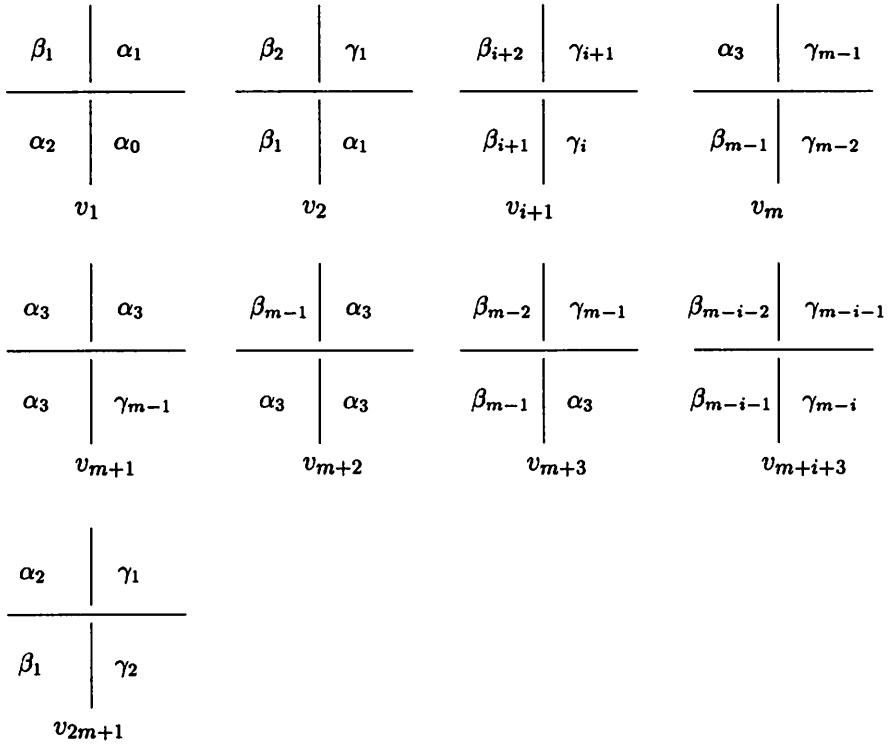 β₁ α₁ β₂ γ₁ βᵢ₊₂ γᵢ₊₁ α₃ γₘ₋₁
α₂ α₀ β₁ α₁ βᵢ₊₁ γᵢ βₘ₋₁ γₘ₋₂
v₁ v₂ vᵢ₊₁ vₘ
α₃ α₃ βₘ₋₁ α₃ βₘ₋₂ γₘ₋₁ βₘ₋ᵢ₋₂ γₘ₋ᵢ₋₁
α₃ γₘ₋₁ α₃ α₃ βₘ₋₁ α₃ βₘ₋ᵢ₋₁ γₘ₋ᵢ
vₘ₊₁ vₘ₊₂ vₘ₊₃ vₘ₊ᵢ₊₃
α₂ γ₁
β₁ γ₂
v₂ₘ₊₁